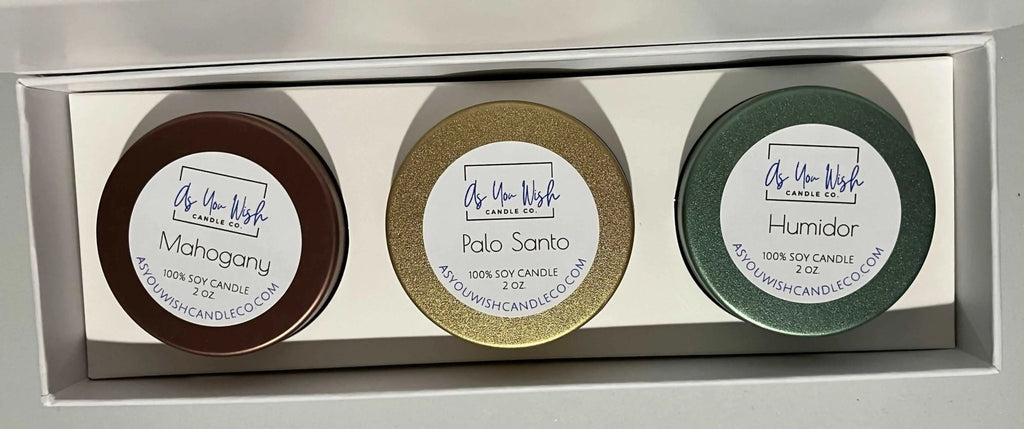 As You Wish
CANDLE CO.
Mahogany
100% SOY CANDLE
2 OZ.
ASYOUWISHCANDLECO.COM
As You Wish
CANDLE CO.
Palo Santo
100% SOY CANDLE
2 OZ.
ASYOUWISHCANDLECO.COM
As You Wish
CANDLE CO.
Humidor
100% SOY CANDLE
2 OZ.
ASYOUWISHCANDLECO.COM